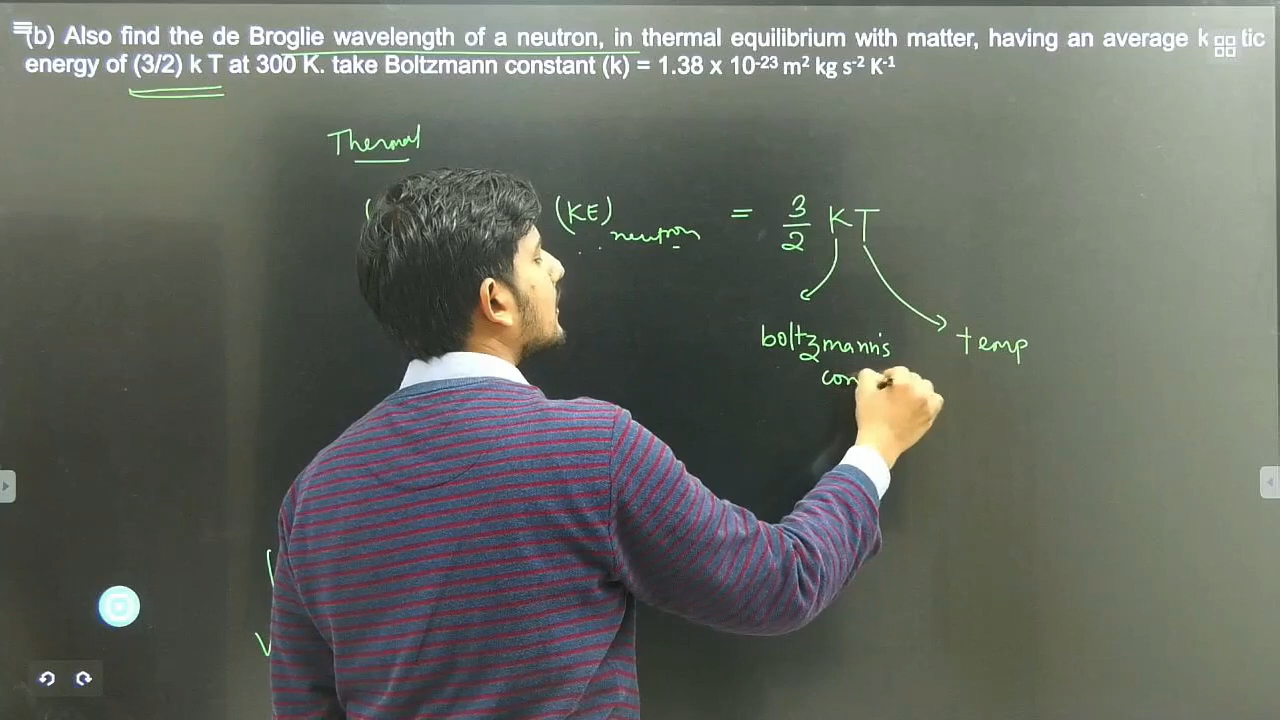 (b) Also find the de Broglie wavelength of a neutron, in thermal equilibrium with matter, having an average k tic
energy of (3/2) k T at 300 K. take Boltzmann constant (k) = 1.38 x 10⁻²³ m² kg s⁻² K⁻¹
Thermal
(KE)neutron = 3/2 KT
boltzmann's
con
temp